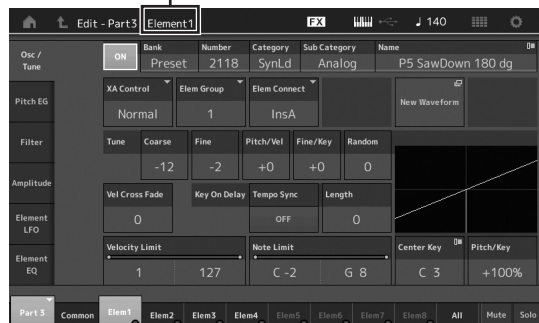 Edit - Part3 Element1 FX ♩ 140
Osc / Tune
ON
Bank Preset
Number 2118
Category SynLd
Sub Category Analog
Name P5 SawDown 180 dg
Pitch EG
XA Control Normal
Elem Group 1
Elem Connect InsA
New Waveform
Filter
Tune
Coarse -12
Fine -2
Pitch/Vel +0
Fine/Key +0
Random 0
Amplitude
Vel Cross Fade 0
Key On Delay
Tempo Sync OFF
Length 0
Element LFO
Element EQ
Velocity Limit 1 127
Note Limit C -2 G 8
Center Key C 3
Pitch/Key +100%
Part 3 Common Elem1 Elem2 Elem3 Elem4 Elem5 Elem6 Elem7 Elem8 All Mute Solo